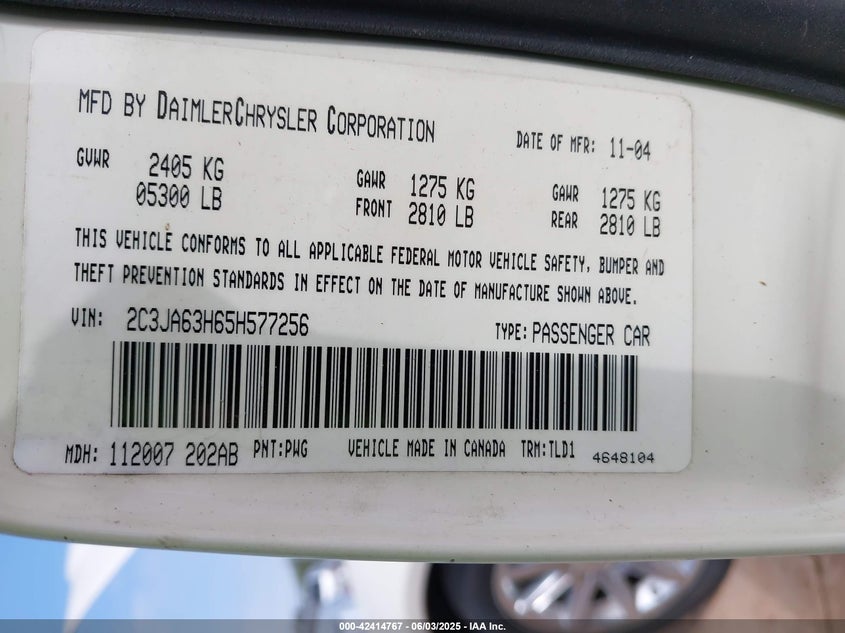 MFD BY DAIMLERCHRYSLER CORPORATION
DATE OF MFR: 11-04
GVWR 2405 KG
05300 LB
GAWR FRONT 1275 KG
2810 LB
GAWR REAR 1275 KG
2810 LB
THIS VEHICLE CONFORMS TO ALL APPLICABLE FEDERAL MOTOR VEHICLE SAFETY, BUMPER AND
THEFT PREVENTION STANDARDS IN EFFECT ON THE DATE OF MANUFACTURE SHOWN ABOVE.
VIN: 2C3JA63H65H577256 TYPE: PASSENGER CAR
MDH: 112007 202AB PNT:PWG VEHICLE MADE IN CANADA TRM:TLD1 4648104
000-42414767 - 06/03/2025 - IAA Inc.